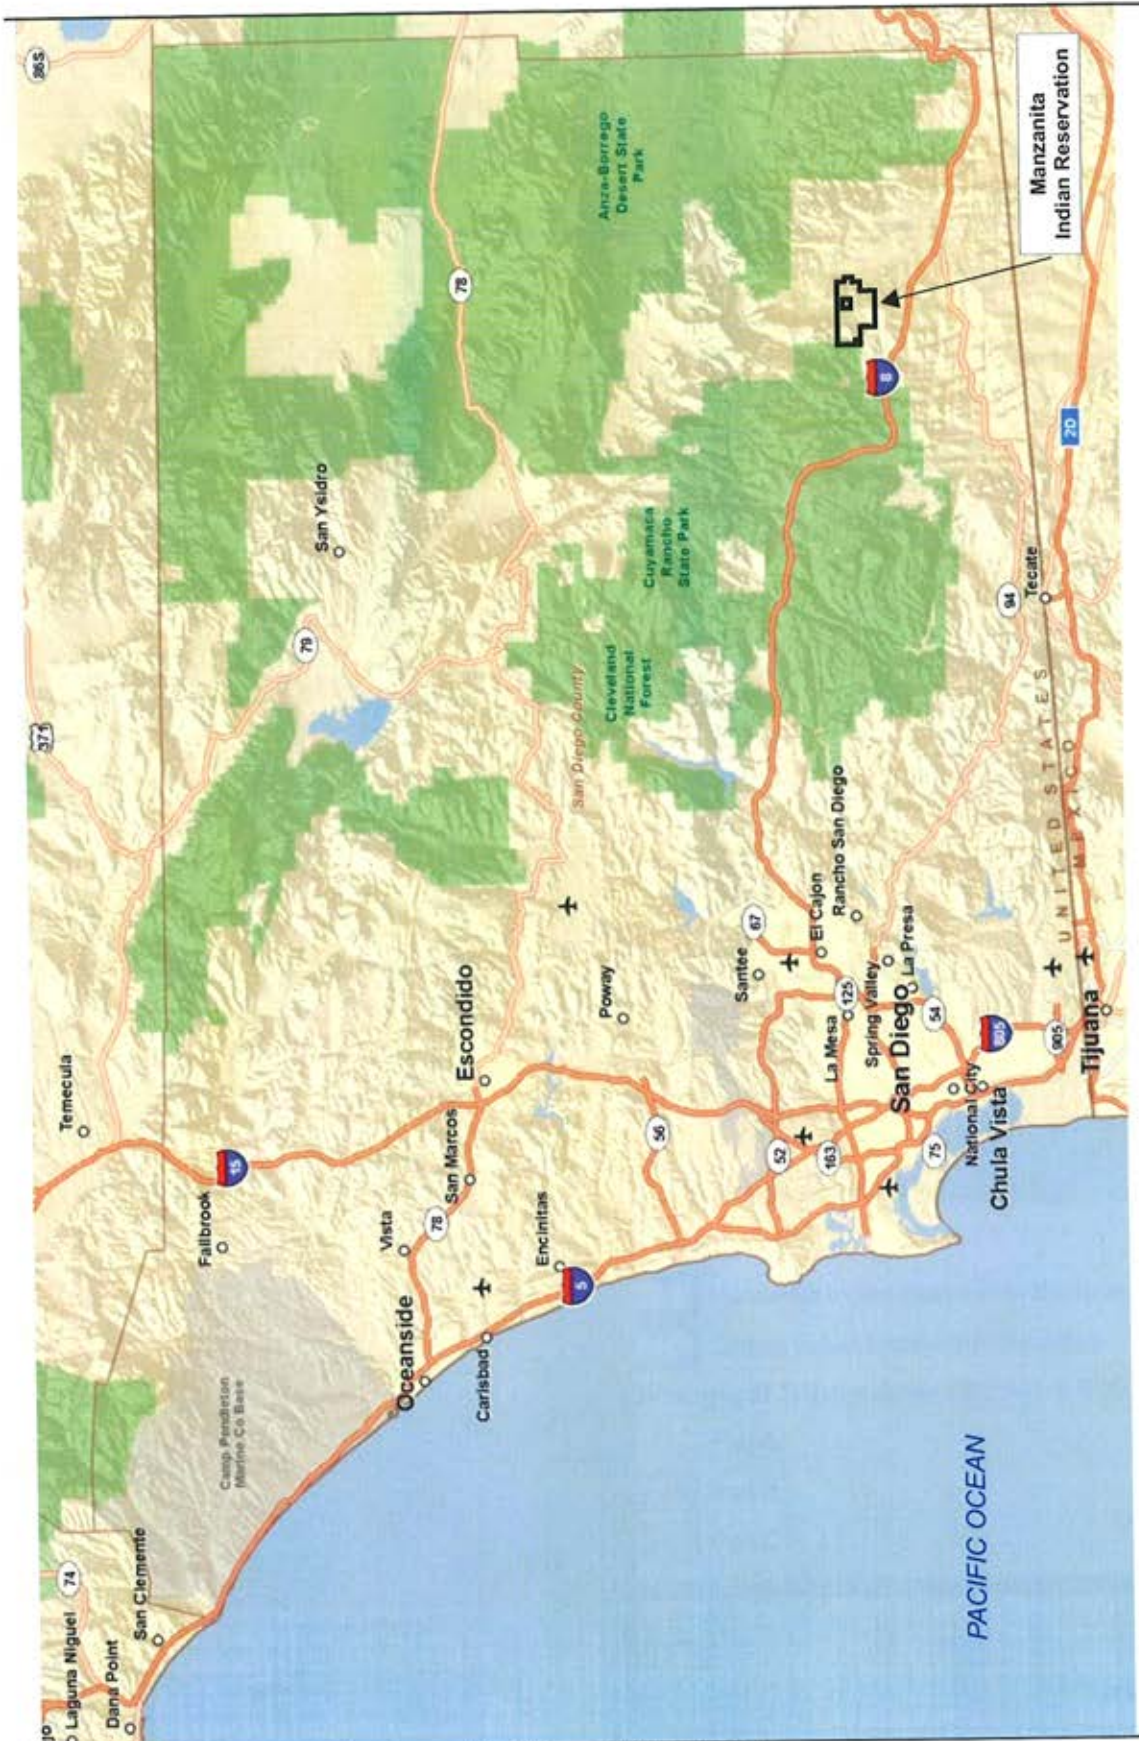 86S
371
74
go
Laguna Niguel
Dana Point
San Clemente
Temecula
Fallbrook
15
Camp Pendleton
Marine Co Base
San Ysidro
79
78
Vista
78
San Marcos
Escondido
Oceanside
Carlsbad
Encinitas
5
San Diego County
Poway
56
Cleveland
National
Forest
Cuyamaca
Rancho
State Park
Anza-Borrego
Desert State
Park
Santee
67
52
163
125
El Cajon
La Mesa
Rancho San Diego
Spring Valley
La Presa
San Diego
54
75
National City
Chula Vista
805
905
Tijuana
8
94
Tecate
2D
UNITED STATES
MEXICO
Manzanita
Indian Reservation
PACIFIC OCEAN